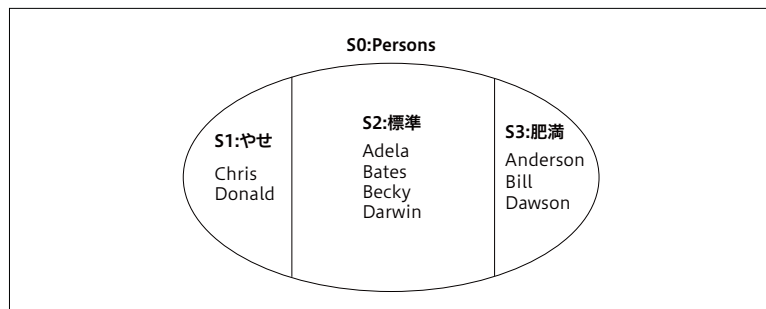 S0:Persons
S1:やせ
Chris
Donald
S2:標準
Adela
Bates
Becky
Darwin
S3:肥満
Anderson
Bill
Dawson